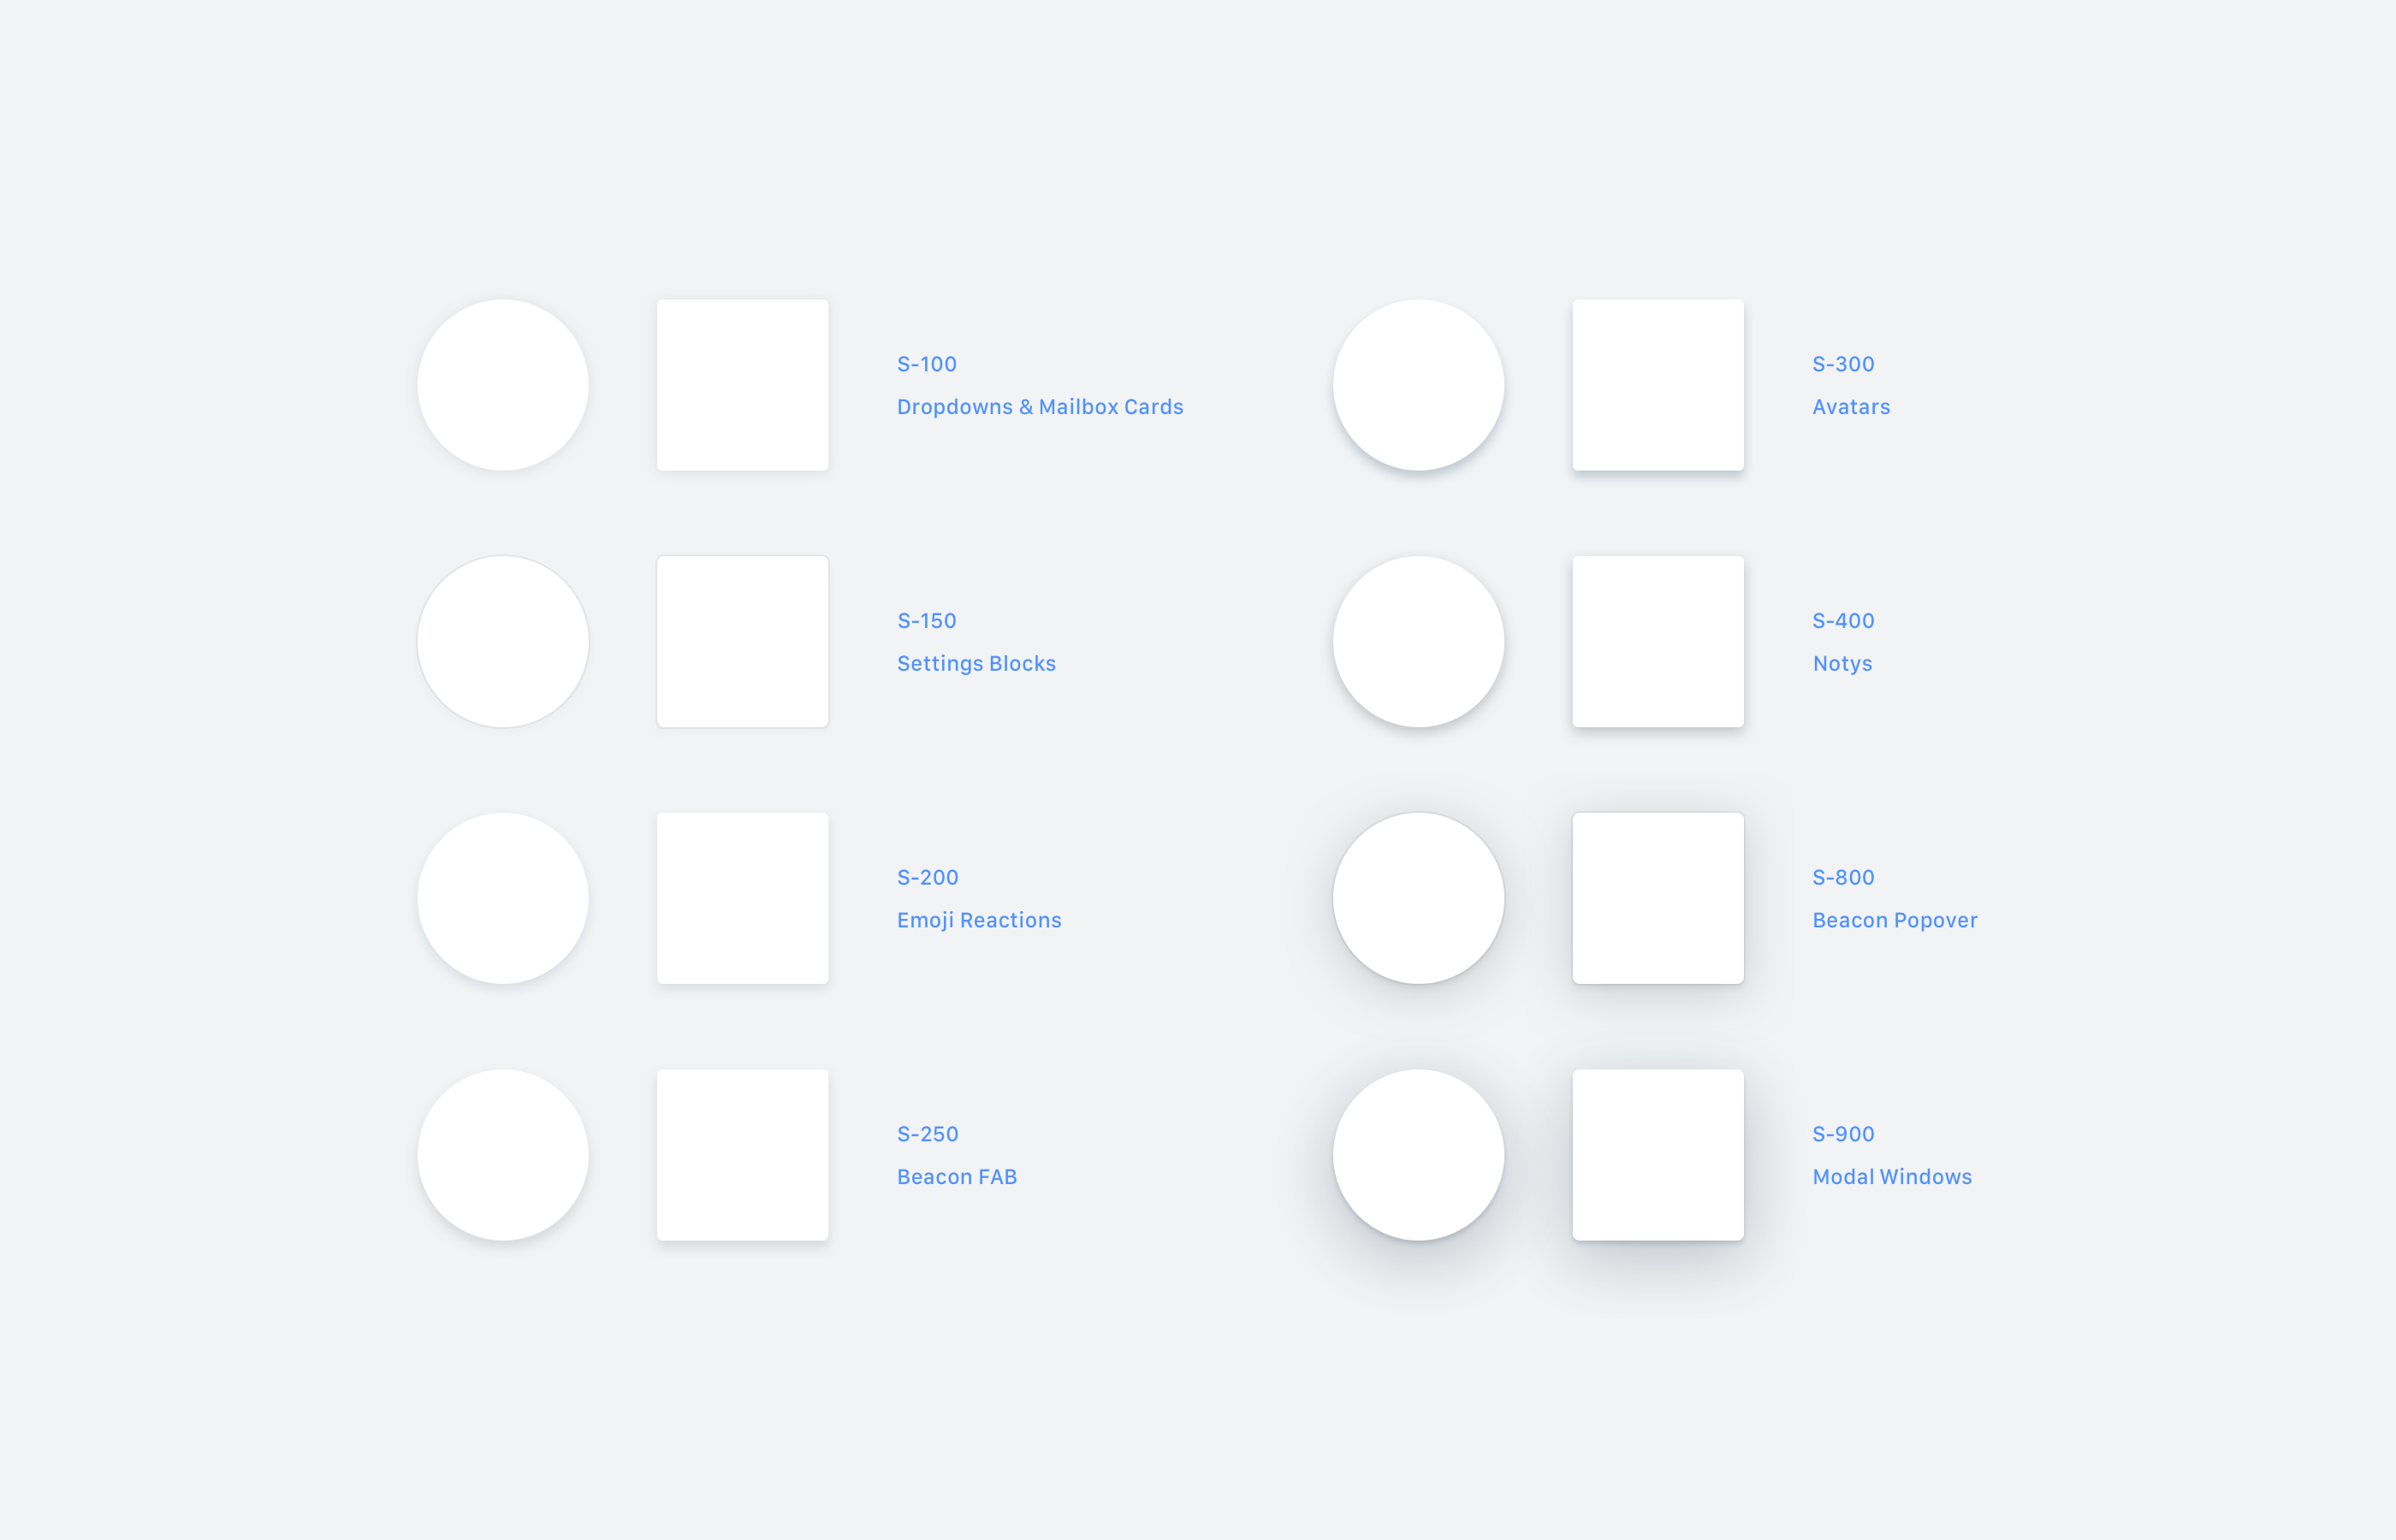 S-100
Dropdowns & Mailbox Cards
S-150
Settings Blocks
S-200
Emoji Reactions
S-250
Beacon FAB
S-300
Avatars
S-400
Notys
S-800
Beacon Popover
S-900
Modal Windows